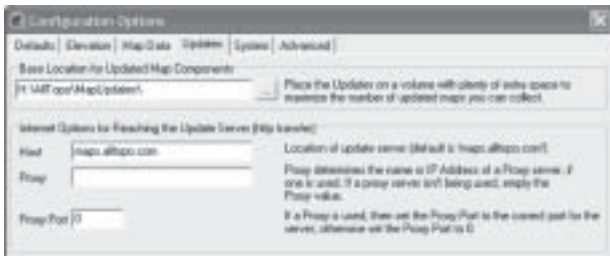 Configuration Options
Defaults | Elevation | Map Data | Updates | System | Advanced
Base Location for Updated Map Components
H:\AllTopo\MapUpdates\
...
Place the Updates on a volume with plenty of extra space to
maximize the number of updated maps you can collect.
Internet Options for Reaching the Update Server (http transfer)
Host
maps.alltopo.com
Location of update server (default is 'maps.alltopo.com').
Proxy
Proxy determines the name or IP Address of a Proxy server, if
one is used. If a proxy server isn't being used, empty the
Proxy value.
Proxy Port
0
If a Proxy is used, then set the Proxy Port to the correct port for the
server, otherwise set the Proxy Port to 0.